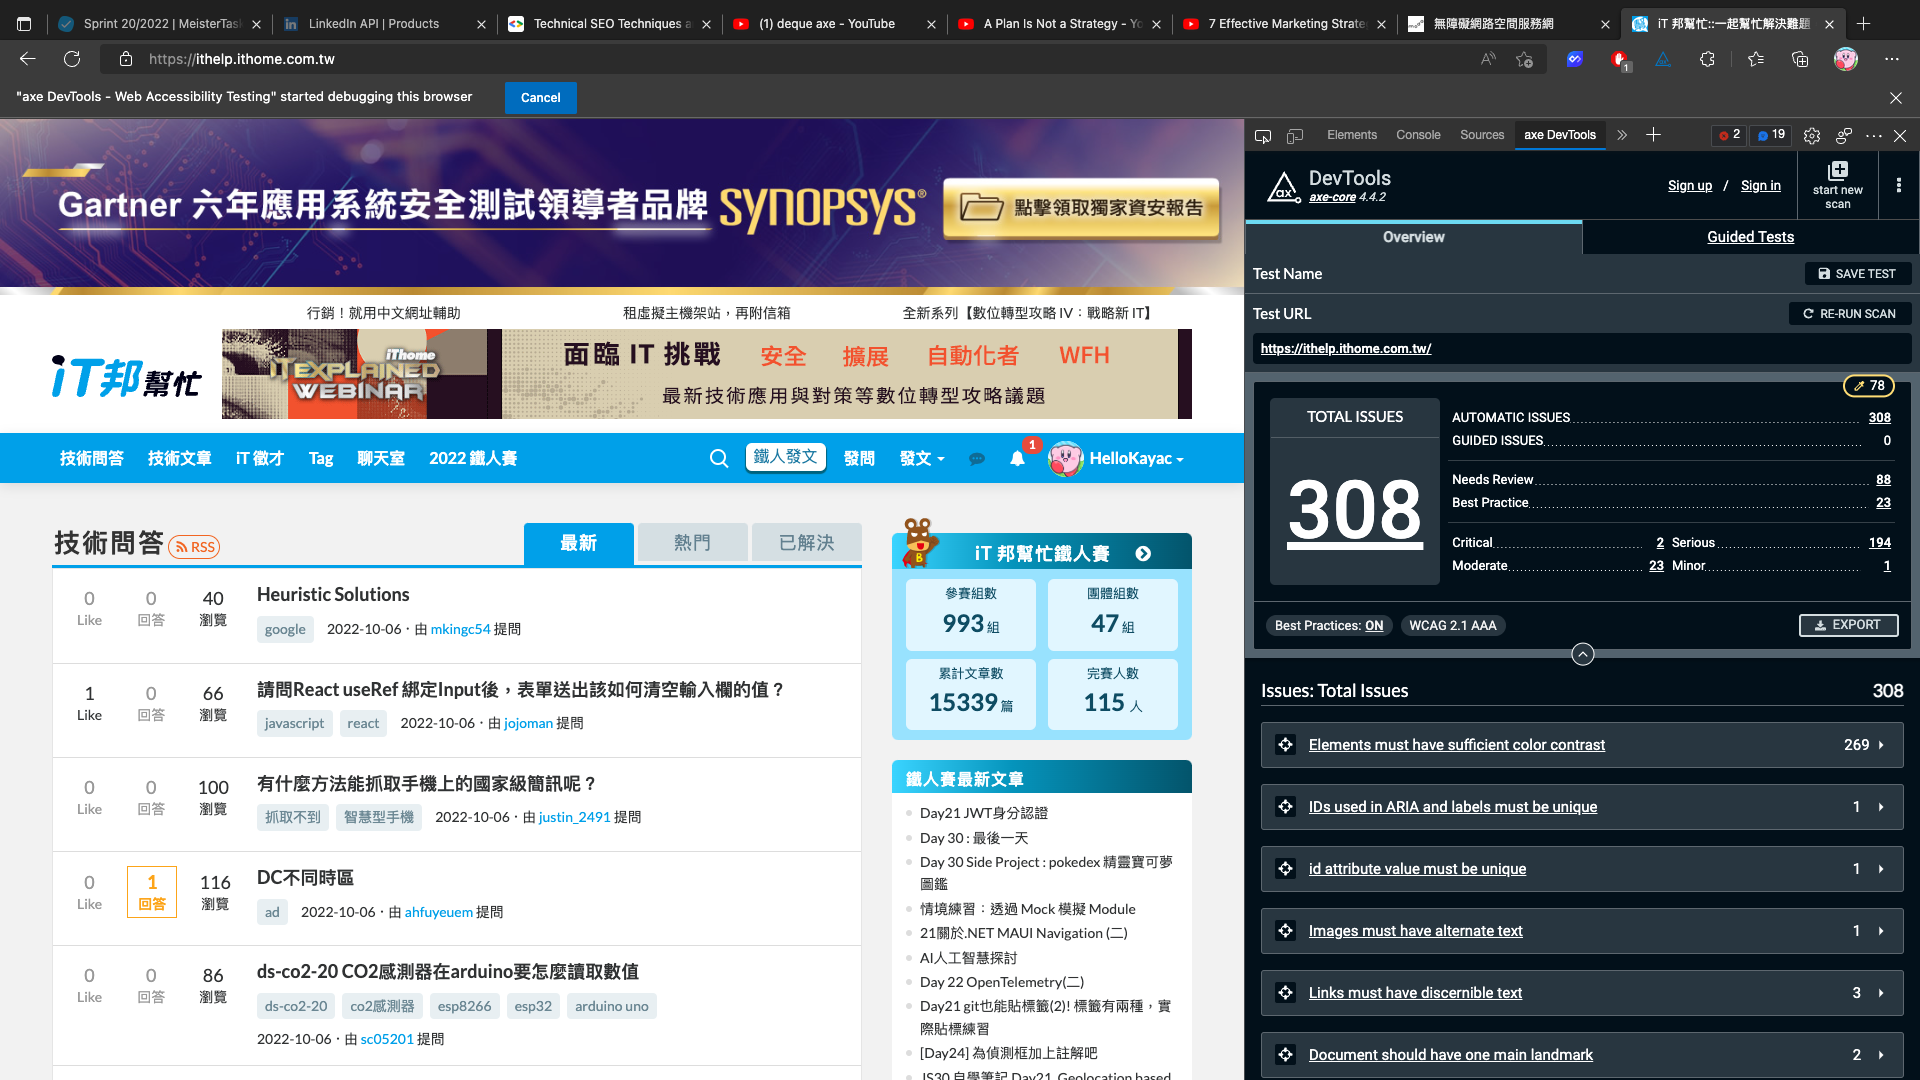 Sprint 20/2022 | MeisterTask
LinkedIn API | Products
Technical SEO Techniques a
(1) deque axe - YouTube
A Plan Is Not a Strategy - Yo
7 Effective Marketing Strate
無障礙網路空間服務網
iT 邦幫忙::一起幫忙解決難題
https://ithelp.ithome.com.tw
1
"axe DevTools - Web Accessibility Testing" started debugging this browser
Cancel
Gartner 六年應用系統安全測試領導者品牌 SYNOPSYS®
點擊領取獨家資安報告
行銷！就用中文網址輔助
租虛擬主機架站，再附信箱
全新系列【數位轉型攻略 IV：戰略新 IT】
iT邦幫忙
iThome
iT EXPLAINED
WEBINAR
面臨 IT 挑戰 安全 擴展 自動化者 WFH
最新技術應用與對策等數位轉型攻略議題
技術問答
技術文章
iT 徵才
Tag
聊天室
2022 鐵人賽
鐵人發文
發問
發文
1
HelloKayac
技術問答
RSS
最新
熱門
已解決
0 0 40
Like 回答 瀏覽
Heuristic Solutions
google 2022-10-06・由 mkingc54 提問
1 0 66
Like 回答 瀏覽
請問React useRef 綁定Input後，表單送出該如何清空輸入欄的值？
javascript react 2022-10-06・由 jojoman 提問
0 0 100
Like 回答 瀏覽
有什麼方法能抓取手機上的國家級簡訊呢？
抓取不到 智慧型手機 2022-10-06・由 justin_2491 提問
0 1 116
Like 回答 瀏覽
DC不同時區
ad 2022-10-06・由 ahfuyeuem 提問
0 0 86
Like 回答 瀏覽
ds-co2-20 CO2感測器在arduino要怎麼讀取數值
ds-co2-20 co2感測器 esp8266 esp32 arduino uno
2022-10-06・由 sc05201 提問
B
iT 邦幫忙鐵人賽
參賽組數
993 組
團體組數
47 組
累計文章數
15339 篇
完賽人數
115 人
鐵人賽最新文章
Day21 JWT身分認證
Day 30 : 最後一天
Day 30 Side Project : pokedex 精靈寶可夢
圖鑑
情境練習：透過 Mock 模擬 Module
21關於.NET MAUI Navigation (二)
AI人工智慧探討
Day 22 OpenTelemetry(二)
Day21 git也能貼標籤(2)! 標籤有兩種，實
際貼標練習
[Day24] 為偵測框加上註解吧
JS30 自學筆記 Day21_Geolocation based
Elements
Console
Sources
axe DevTools
2
19
ax
DevTools
axe-core 4.4.2
Sign up / Sign in
start new
scan
Overview
Guided Tests
Test Name
SAVE TEST
Test URL
RE-RUN SCAN
https://ithelp.ithome.com.tw/
78
TOTAL ISSUES
308
AUTOMATIC ISSUES 308
GUIDED ISSUES 0
Needs Review 88
Best Practice 23
Critical 2 Serious 194
Moderate 23 Minor 1
Best Practices: ON
WCAG 2.1 AAA
EXPORT
Issues: Total Issues 308
Elements must have sufficient color contrast 269
IDs used in ARIA and labels must be unique 1
id attribute value must be unique 1
Images must have alternate text 1
Links must have discernible text 3
Document should have one main landmark 2